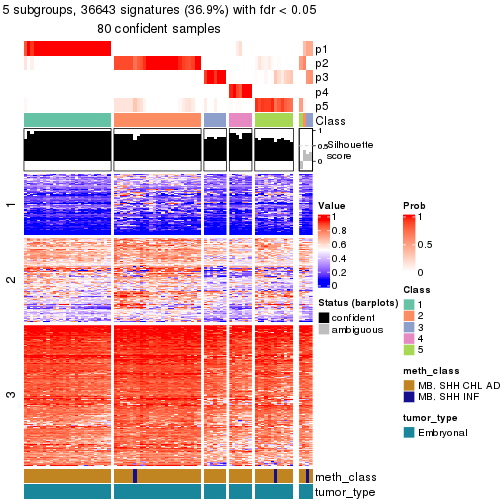 5 subgroups, 36643 signatures (36.9%) with fdr < 0.05
80 confident samples
p1
p2
p3
p4
p5
Class
1
0.5
0
Silhouette
score
1
2
3
meth_class
tumor_type
Value
1
0.8
0.6
0.4
0.2
0
Status (barplots)
confident
ambiguous
Prob
1
0.5
0
Class
1
2
3
4
5
meth_class
MB. SHH CHL AD
MB. SHH INF
tumor_type
Embryonal